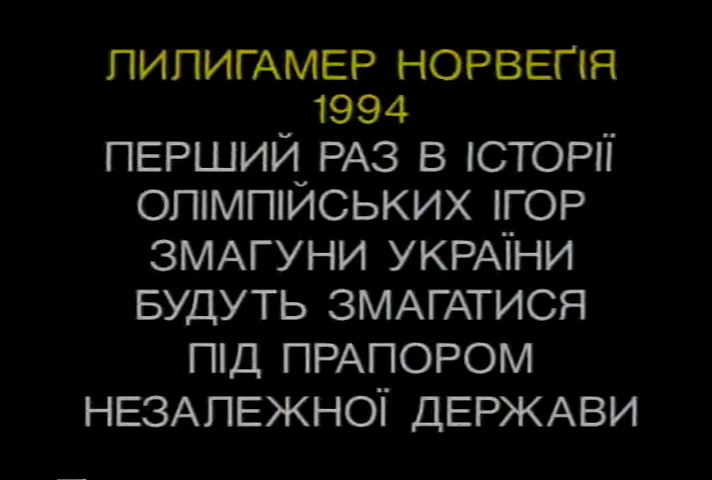 ЛИЛИГАМЕР НОРВЕҐІЯ
1994
ПЕРШИЙ РАЗ В ІСТОРІЇ
ОЛІМПІЙСЬКИХ ІГОР
ЗМАГУНИ УКРАЇНИ
БУДУТЬ ЗМАГАТИСЯ
ПІД ПРАПОРОМ
НЕЗАЛЕЖНОЇ ДЕРЖАВИ